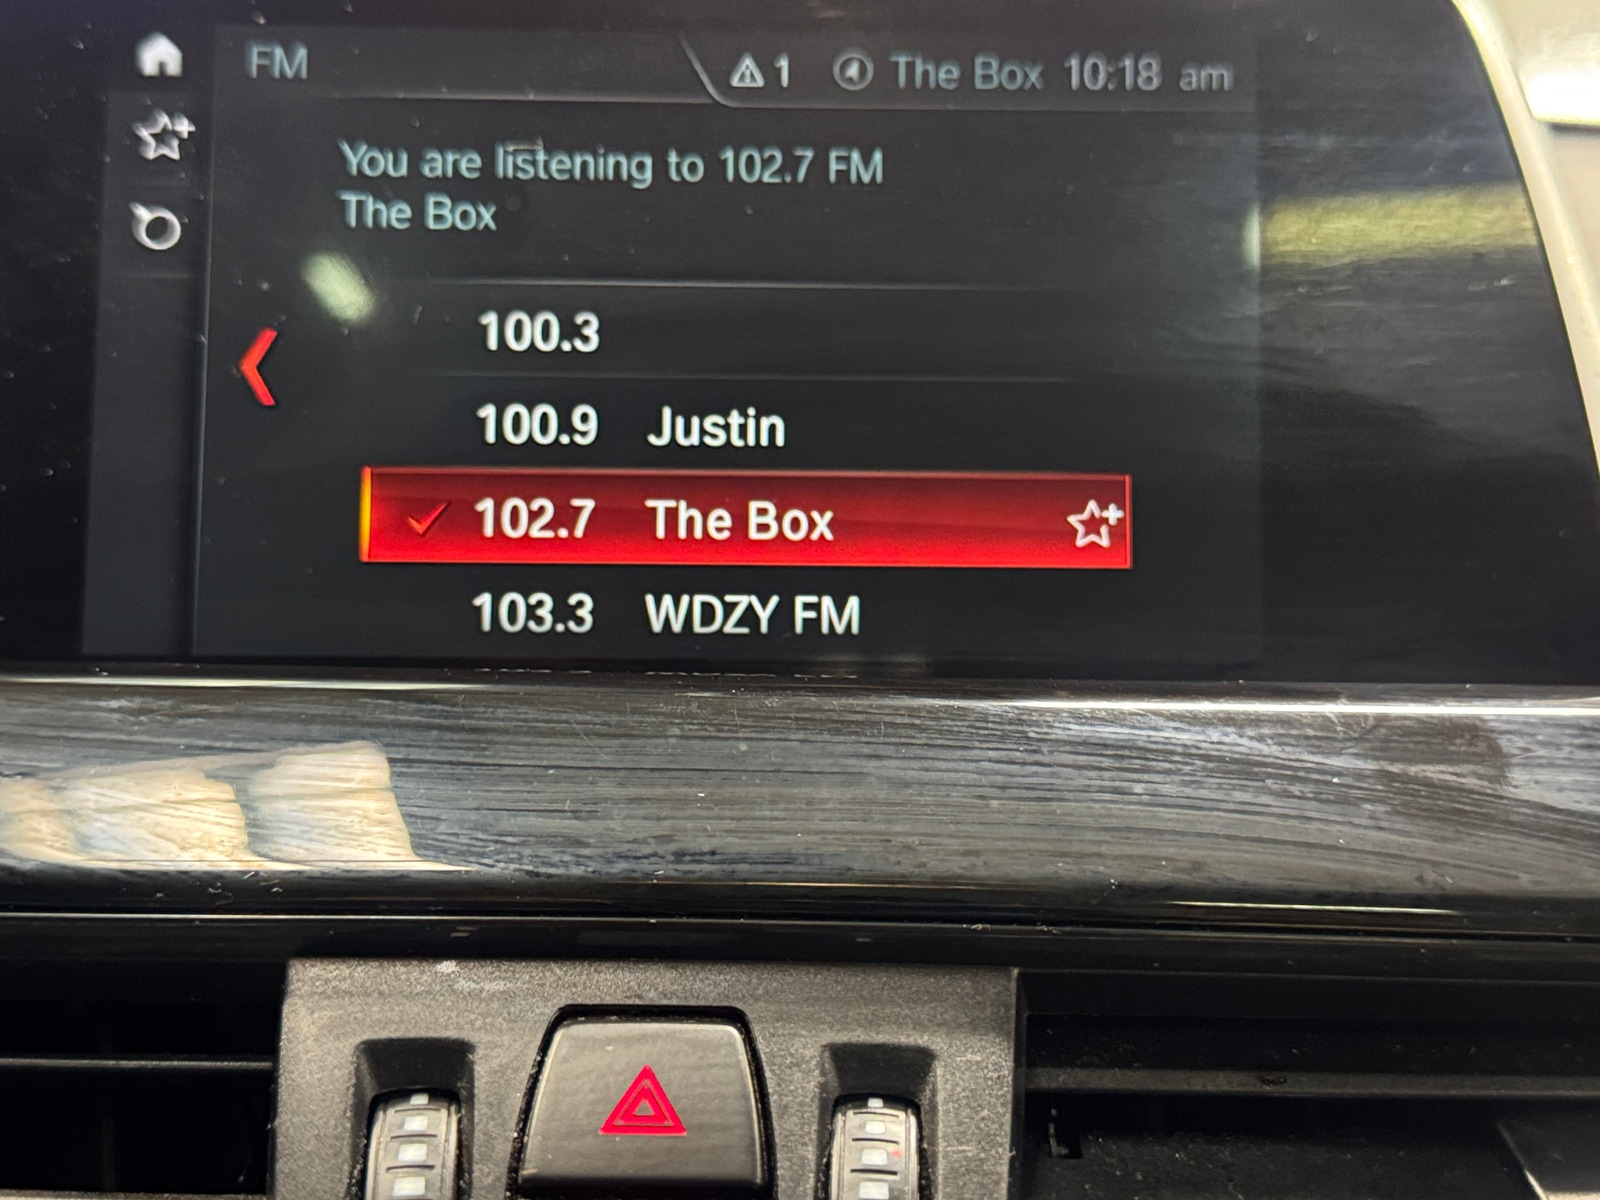 FM
1 The Box 10:18 am
You are listening to 102.7 FM
The Box
100.3
100.9 Justin
102.7 The Box
103.3 WDZY FM